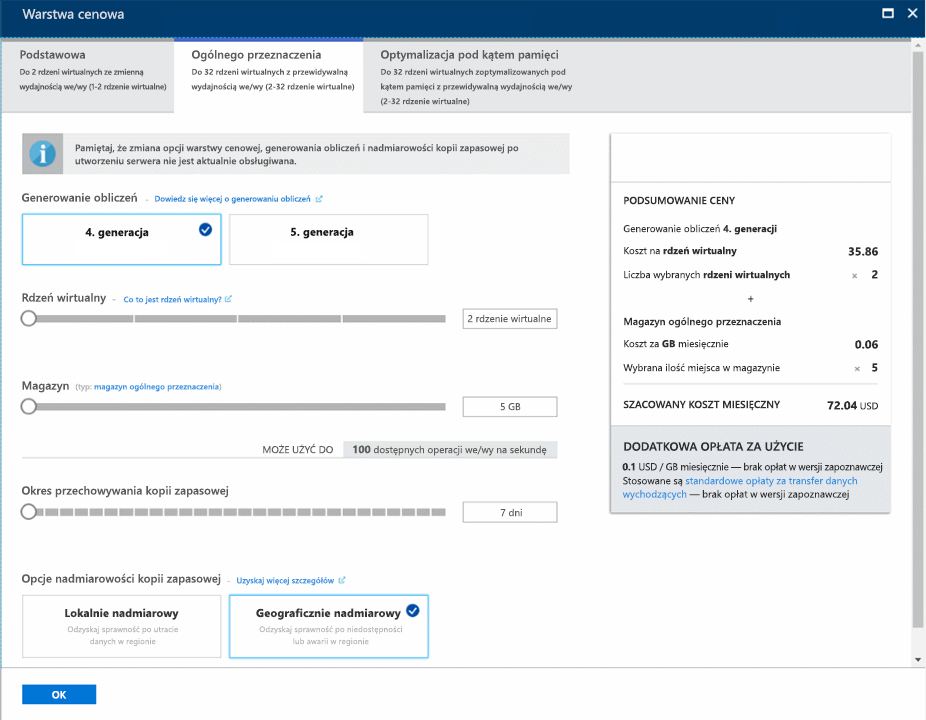 Warstwa cenowa
Podstawowa
Do 2 rdzeni wirtualnych ze zmienną
wydajnością we/wy (1-2 rdzenie wirtualne)
Ogólnego przeznaczenia
Do 32 rdzeni wirtualnych z przewidywalną
wydajnością we/wy (2-32 rdzenie wirtualne)
Optymalizacja pod kątem pamięci
Do 32 rdzeni wirtualnych zoptymalizowanych pod
kątem pamięci z przewidywalną wydajnością we/wy
(2-32 rdzenie wirtualne)
Pamiętaj, że zmiana opcji warstwy cenowej, generowania obliczeń i nadmiarowości kopii zapasowej po
utworzeniu serwera nie jest aktualnie obsługiwana.
Generowanie obliczeń - Dowiedz się więcej o generowaniu obliczeń
4. generacja
5. generacja
Rdzeń wirtualny - Co to jest rdzeń wirtualny?
2 rdzenie wirtualne
Magazyn (typ: magazyn ogólnego przeznaczenia)
5 GB
MOŻE UŻYĆ DO 100 dostępnych operacji we/wy na sekundę
Okres przechowywania kopii zapasowej
7 dni
Opcje nadmiarowości kopii zapasowej - Uzyskaj więcej szczegółów
Lokalnie nadmiarowy
Odzyskaj sprawność po utracie
danych w regionie
Geograficznie nadmiarowy
Odzyskaj sprawność po niedostępności
lub awarii w regionie
OK
PODSUMOWANIE CENY
Generowanie obliczeń 4. generacji
Koszt na rdzeń wirtualny 35.86
Liczba wybranych rdzeni wirtualnych × 2
+
Magazyn ogólnego przeznaczenia
Koszt za GB miesięcznie 0.06
Wybrana ilość miejsca w magazynie × 5
SZACOWANY KOSZT MIESIĘCZNY 72.04 USD
DODATKOWA OPŁATA ZA UŻYCIE
0.1 USD / GB miesięcznie — brak opłat w wersji zapoznawczej
Stosowane są standardowe opłaty za transfer danych
wychodzących — brak opłat w wersji zapoznawczej